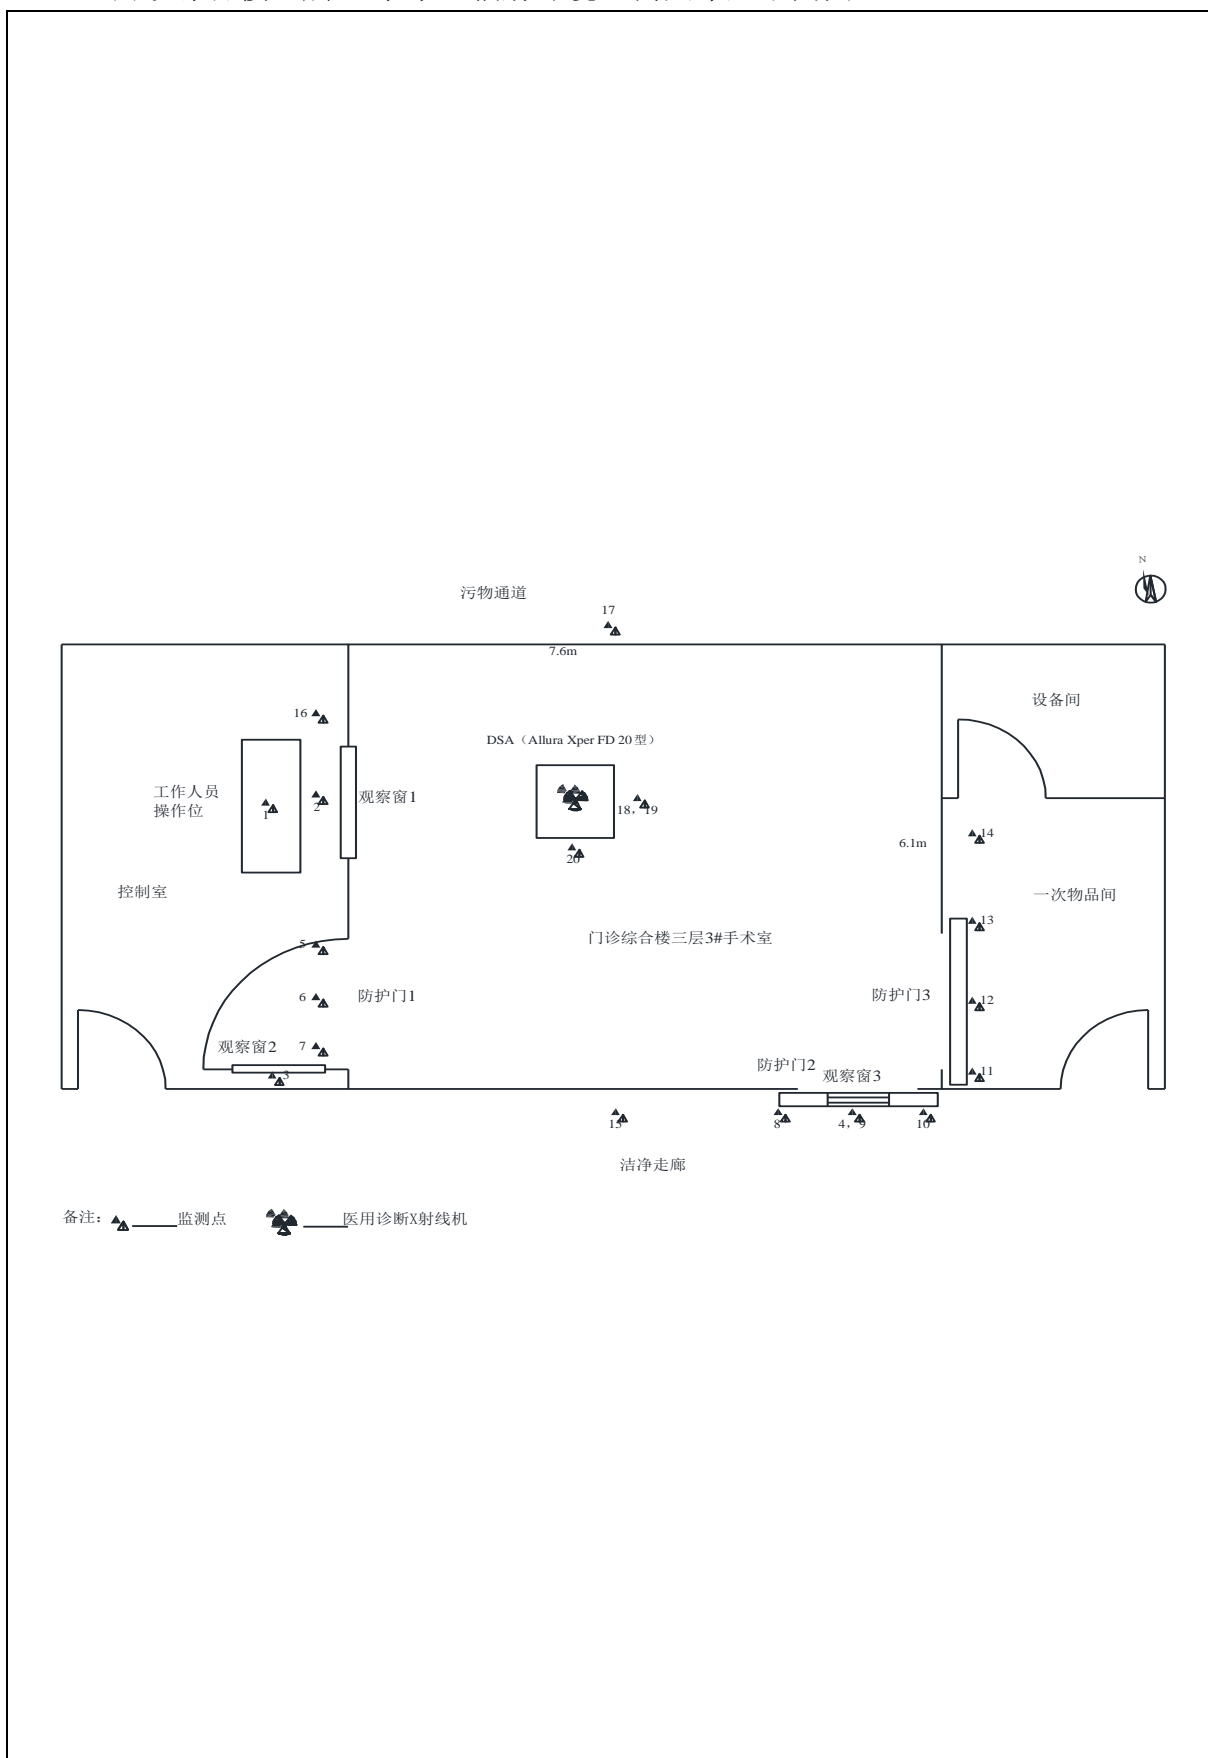 N
污物通道
17
7.6m
设备间
16
DSA（Allura Xper FD 20型）
工作人员
操作位
1
2
观察窗1
18，19
14
6.1m
20
控制室
一次物品间
13
门诊综合楼三层3#手术室
5
6
防护门1
防护门3
12
观察窗2
7
防护门2
观察窗3
3
11
15
8
4，9
10
洁净走廊
备注：
监测点
医用诊断X射线机